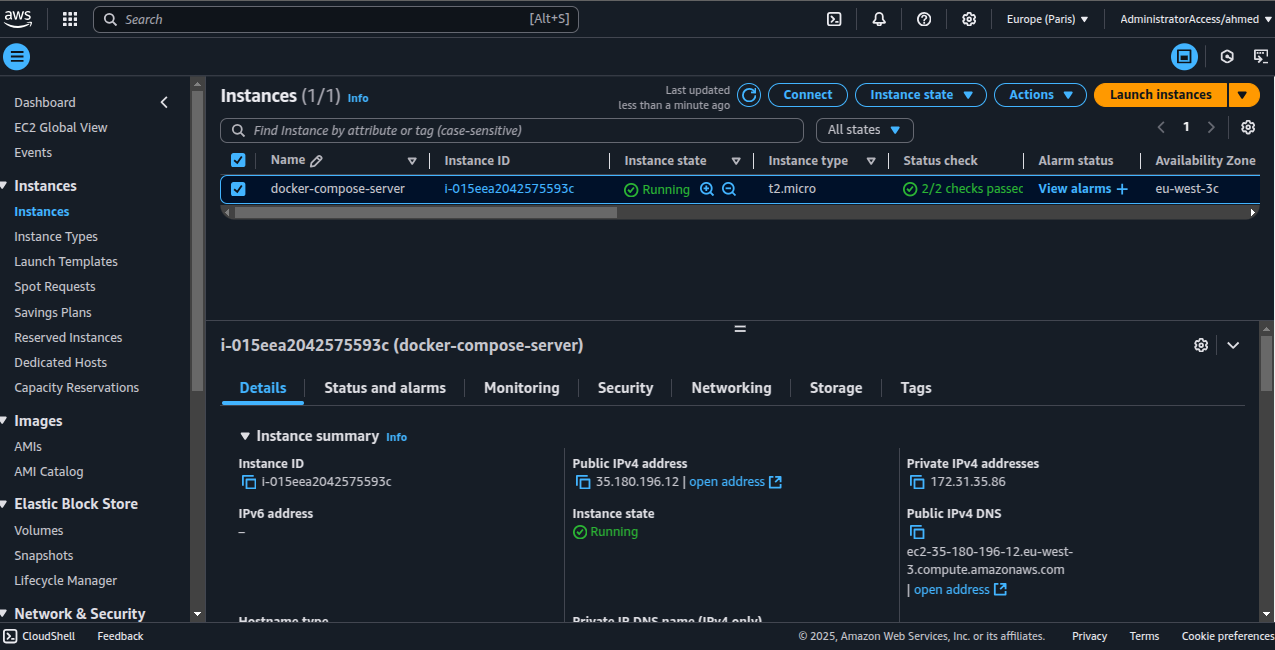 aws Search [Alt+S] Europe (Paris) AdministratorAccess/ahmed
Dashboard
EC2 Global View
Events
Instances
Instances
Instance Types
Launch Templates
Spot Requests
Savings Plans
Reserved Instances
Dedicated Hosts
Capacity Reservations
Images
AMIs
AMI Catalog
Elastic Block Store
Volumes
Snapshots
Lifecycle Manager
Network & Security
Instances (1/1) Info
Last updated
less than a minute ago
Connect Instance state Actions Launch instances
Find Instance by attribute or tag (case-sensitive) All states 1
Name Instance ID Instance state Instance type Status check Alarm status Availability Zone
docker-compose-server i-015eea2042575593c Running t2.micro 2/2 checks passec View alarms + eu-west-3c
i-015eea2042575593c (docker-compose-server)
Details Status and alarms Monitoring Security Networking Storage Tags
Instance summary Info
Instance ID
i-015eea2042575593c
IPv6 address
–
Hostname type
Public IPv4 address
35.180.196.12 | open address
Instance state
Running
Private IP DNS name (IPv4 only)
Private IPv4 addresses
172.31.35.86
Public IPv4 DNS
ec2-35-180-196-12.eu-west-
3.compute.amazonaws.com
| open address
CloudShell Feedback © 2025, Amazon Web Services, Inc. or its affiliates. Privacy Terms Cookie preferences